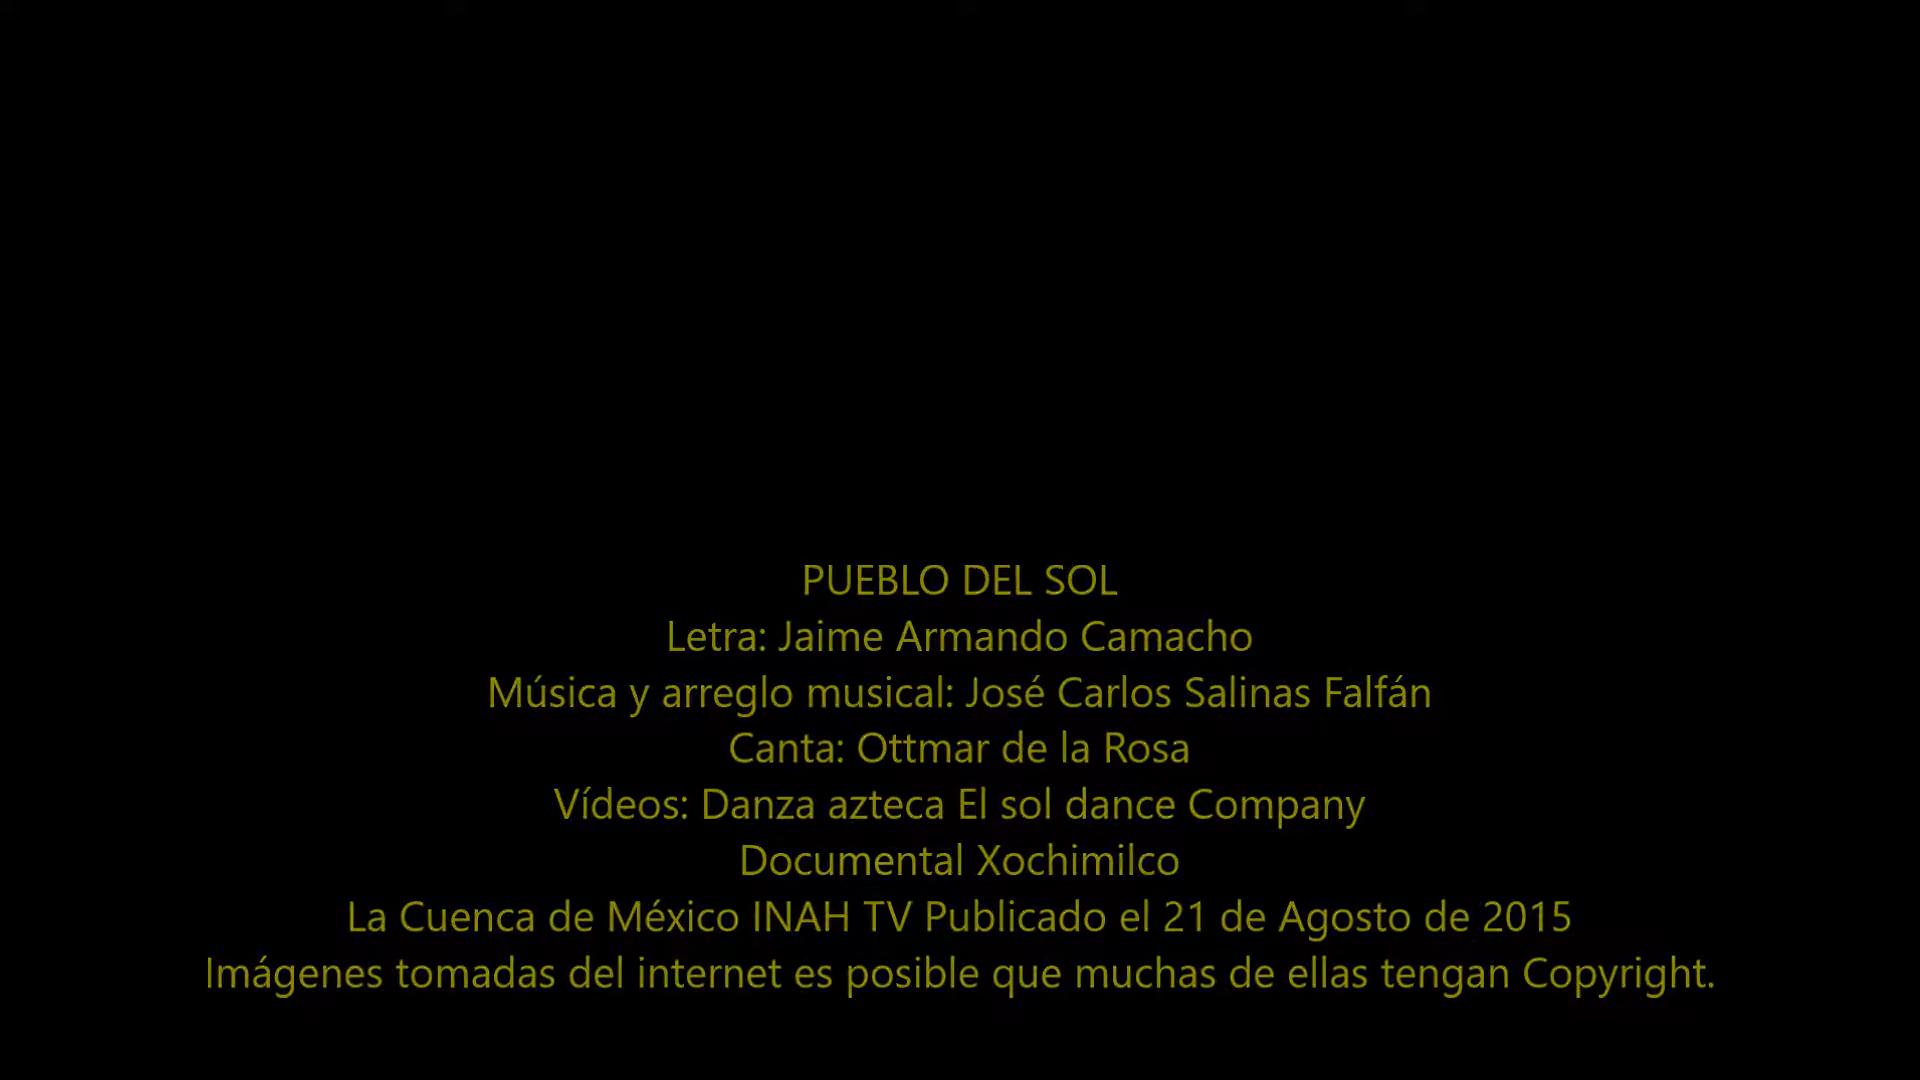 PUEBLO DEL SOL
Letra: Jaime Armando Camacho
Música y arreglo musical: José Carlos Salinas Falfán
Canta: Ottmar de la Rosa
Vídeos: Danza azteca El sol dance Company
Documental Xochimilco
La Cuenca de México INAH TV Publicado el 21 de Agosto de 2015
Imágenes tomadas del internet es posible que muchas de ellas tengan Copyright.